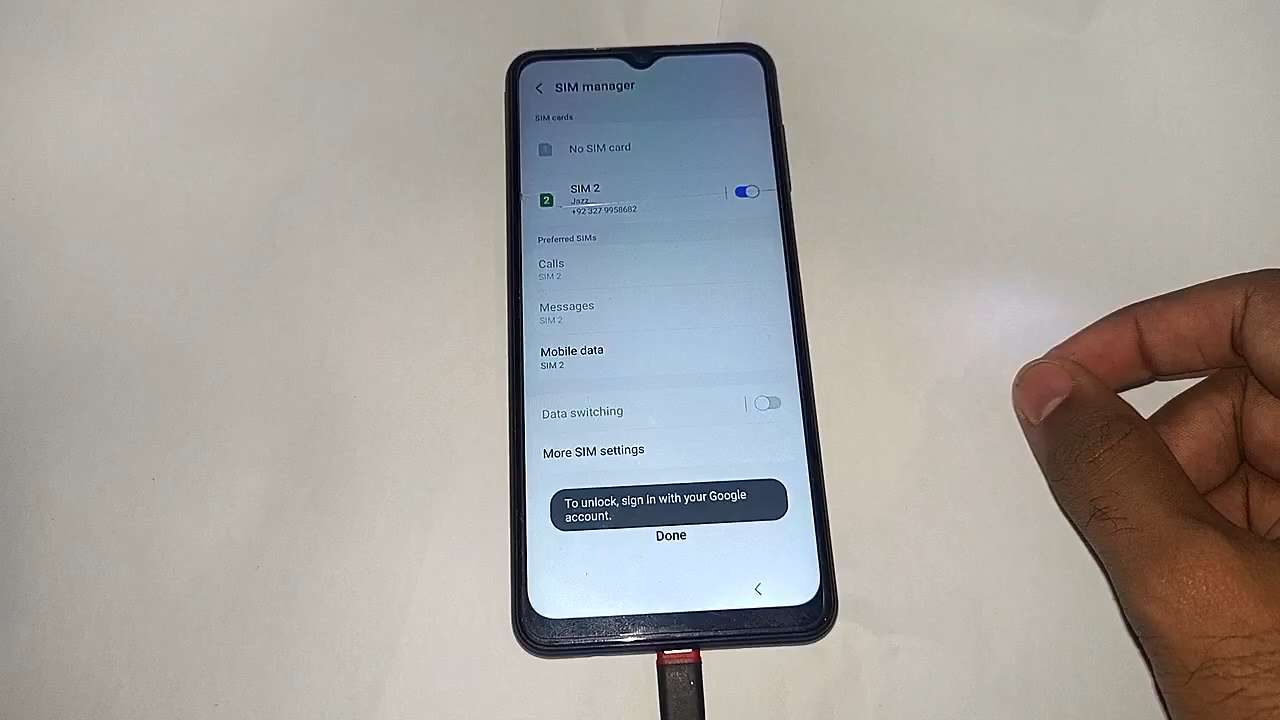 SIM manager
SIM cards
1
No SIM card
2
SIM 2
Jazz
+92 327 9958682
Preferred SIMs
Calls
SIM 2
Messages
SIM 2
Mobile data
SIM 2
Data switching
More SIM settings
To unlock, sign in with your Google
account.
Done